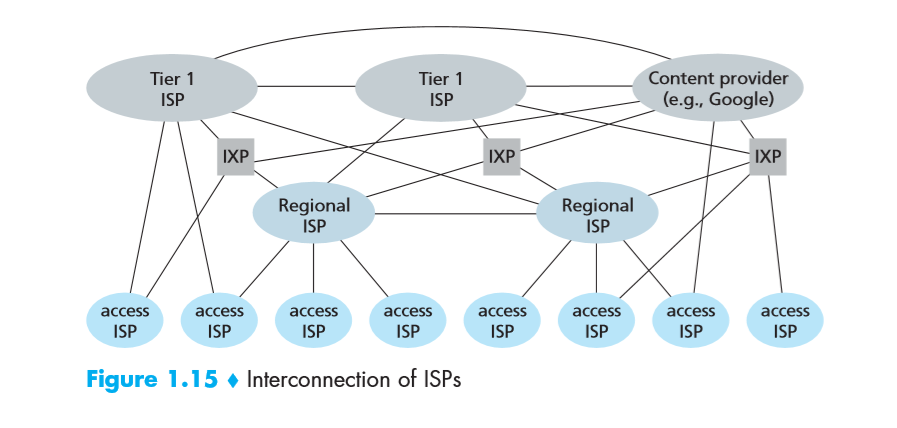 Tier 1
ISP
Tier 1
ISP
Content provider
(e.g., Google)
IXP
IXP
IXP
Regional
ISP
Regional
ISP
access
ISP
access
ISP
access
ISP
access
ISP
access
ISP
access
ISP
access
ISP
access
ISP
Figure 1.15 ♦ Interconnection of ISPs